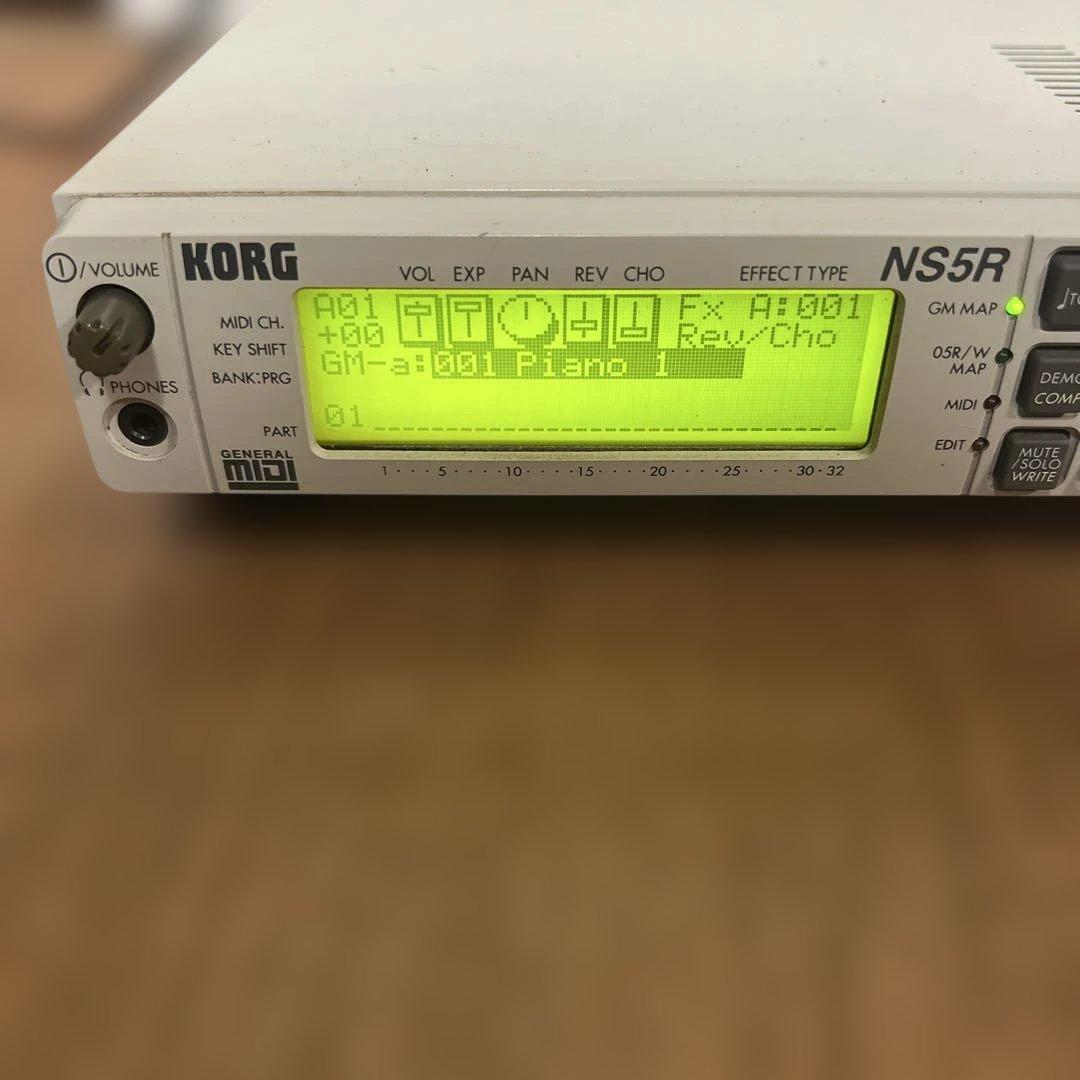 KORG
NS5R
/VOLUME
VOL EXP PAN REV CHO EFFECT TYPE
MIDI CH.
KEY SHIFT
BANK:PRG
PHONES
PART
GENERAL
MIDI
A01 Fx A:001
+00 Rev/Cho
GM-a:001 Piano 1
01
1 · · · 5 · · · · 10 · · · · 15 · · · · 20 · · · · 25 · · · · 30 · 32
GM MAP
05R/W
MAP
MIDI
EDIT
MUTE
/SOLO
WRITE